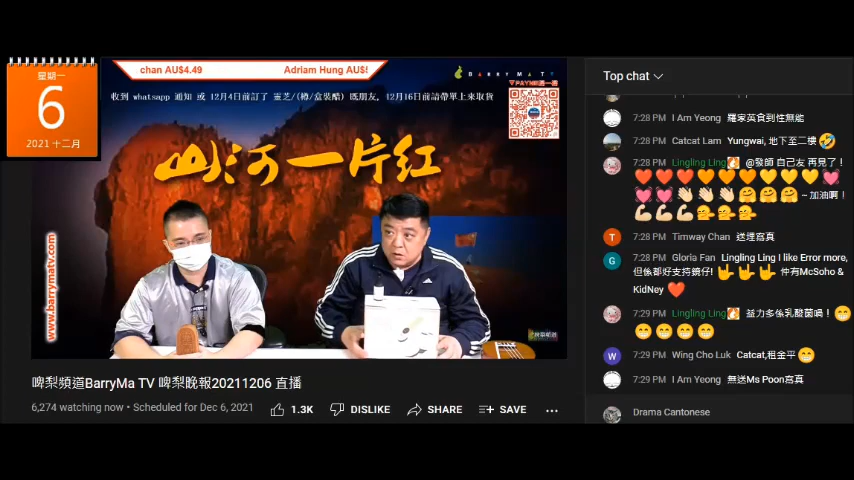 星期一
6
2021 十二月
chan AU$4.49
Adriam Hung AU$!
BARRYMA TV
收到 whatsapp 通知 或 12月4日前訂了 靈芝/(樽/盒裝醋) 既朋友, 12月16日前請帶單上來取貨
山河一片红
www.barrymatv.com
啤梨頻道BarryMa TV 啤梨晚報20211206 直播
6,274 watching now • Scheduled for Dec 6, 2021
1.3K
DISLIKE
SHARE
SAVE
Top chat
7:28 PM I Am Yeong 羅家英食到性無能
7:28 PM Catcat Lam Yungwai, 地下至二樓🤣
7:28 PM Lingling Ling @發師 自己友 再見了！
❤️❤️❤️🧡🧡🧡💛💛💛💓
💓💓👏🏻👏🏻👏🏻🤗🤗🤗～加油啊！
💪🏻💪🏻💪🏻💁💁💁
7:28 PM Timway Chan 送埋寫真
7:28 PM Gloria Fan Lingling Ling I like Error more,
但係都好支持鏡仔! 🤟🤟🤟 仲有McSoho &
KidNey ❤️
7:29 PM Lingling Ling 益力多係乳酸菌喎！😁
😁😁😁😁
7:29 PM Wing Cho Luk Catcat,租金平😁
7:29 PM I Am Yeong 無送Ms Poon寫真
Drama Cantonese